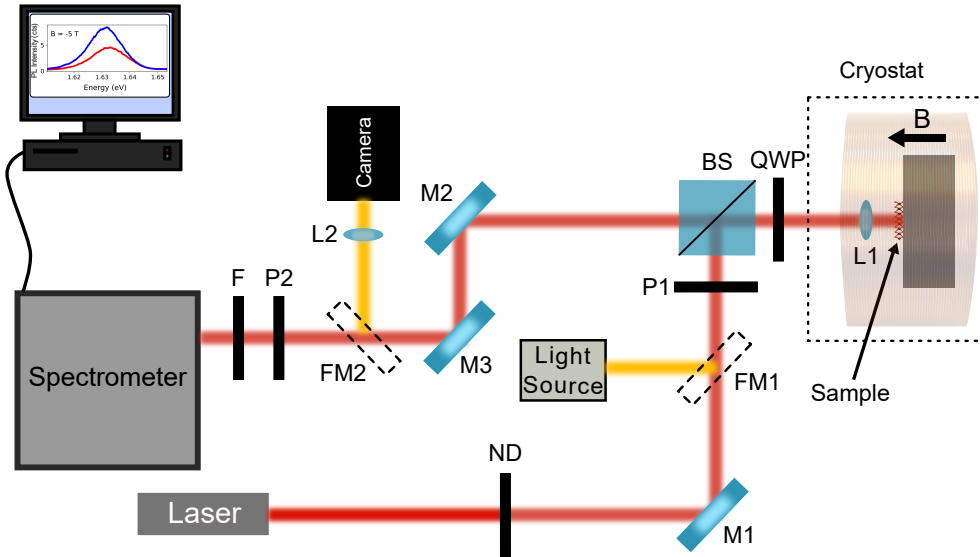 B = -5 T
PL Intensity (cts)
5
0
1.62 1.63 1.64 1.65
Energy (eV)
Camera
Cryostat
B
M2
BS
QWP
L2
L1
F
P2
P1
Spectrometer
FM2
M3
Light
Source
FM1
Sample
ND
Laser
M1